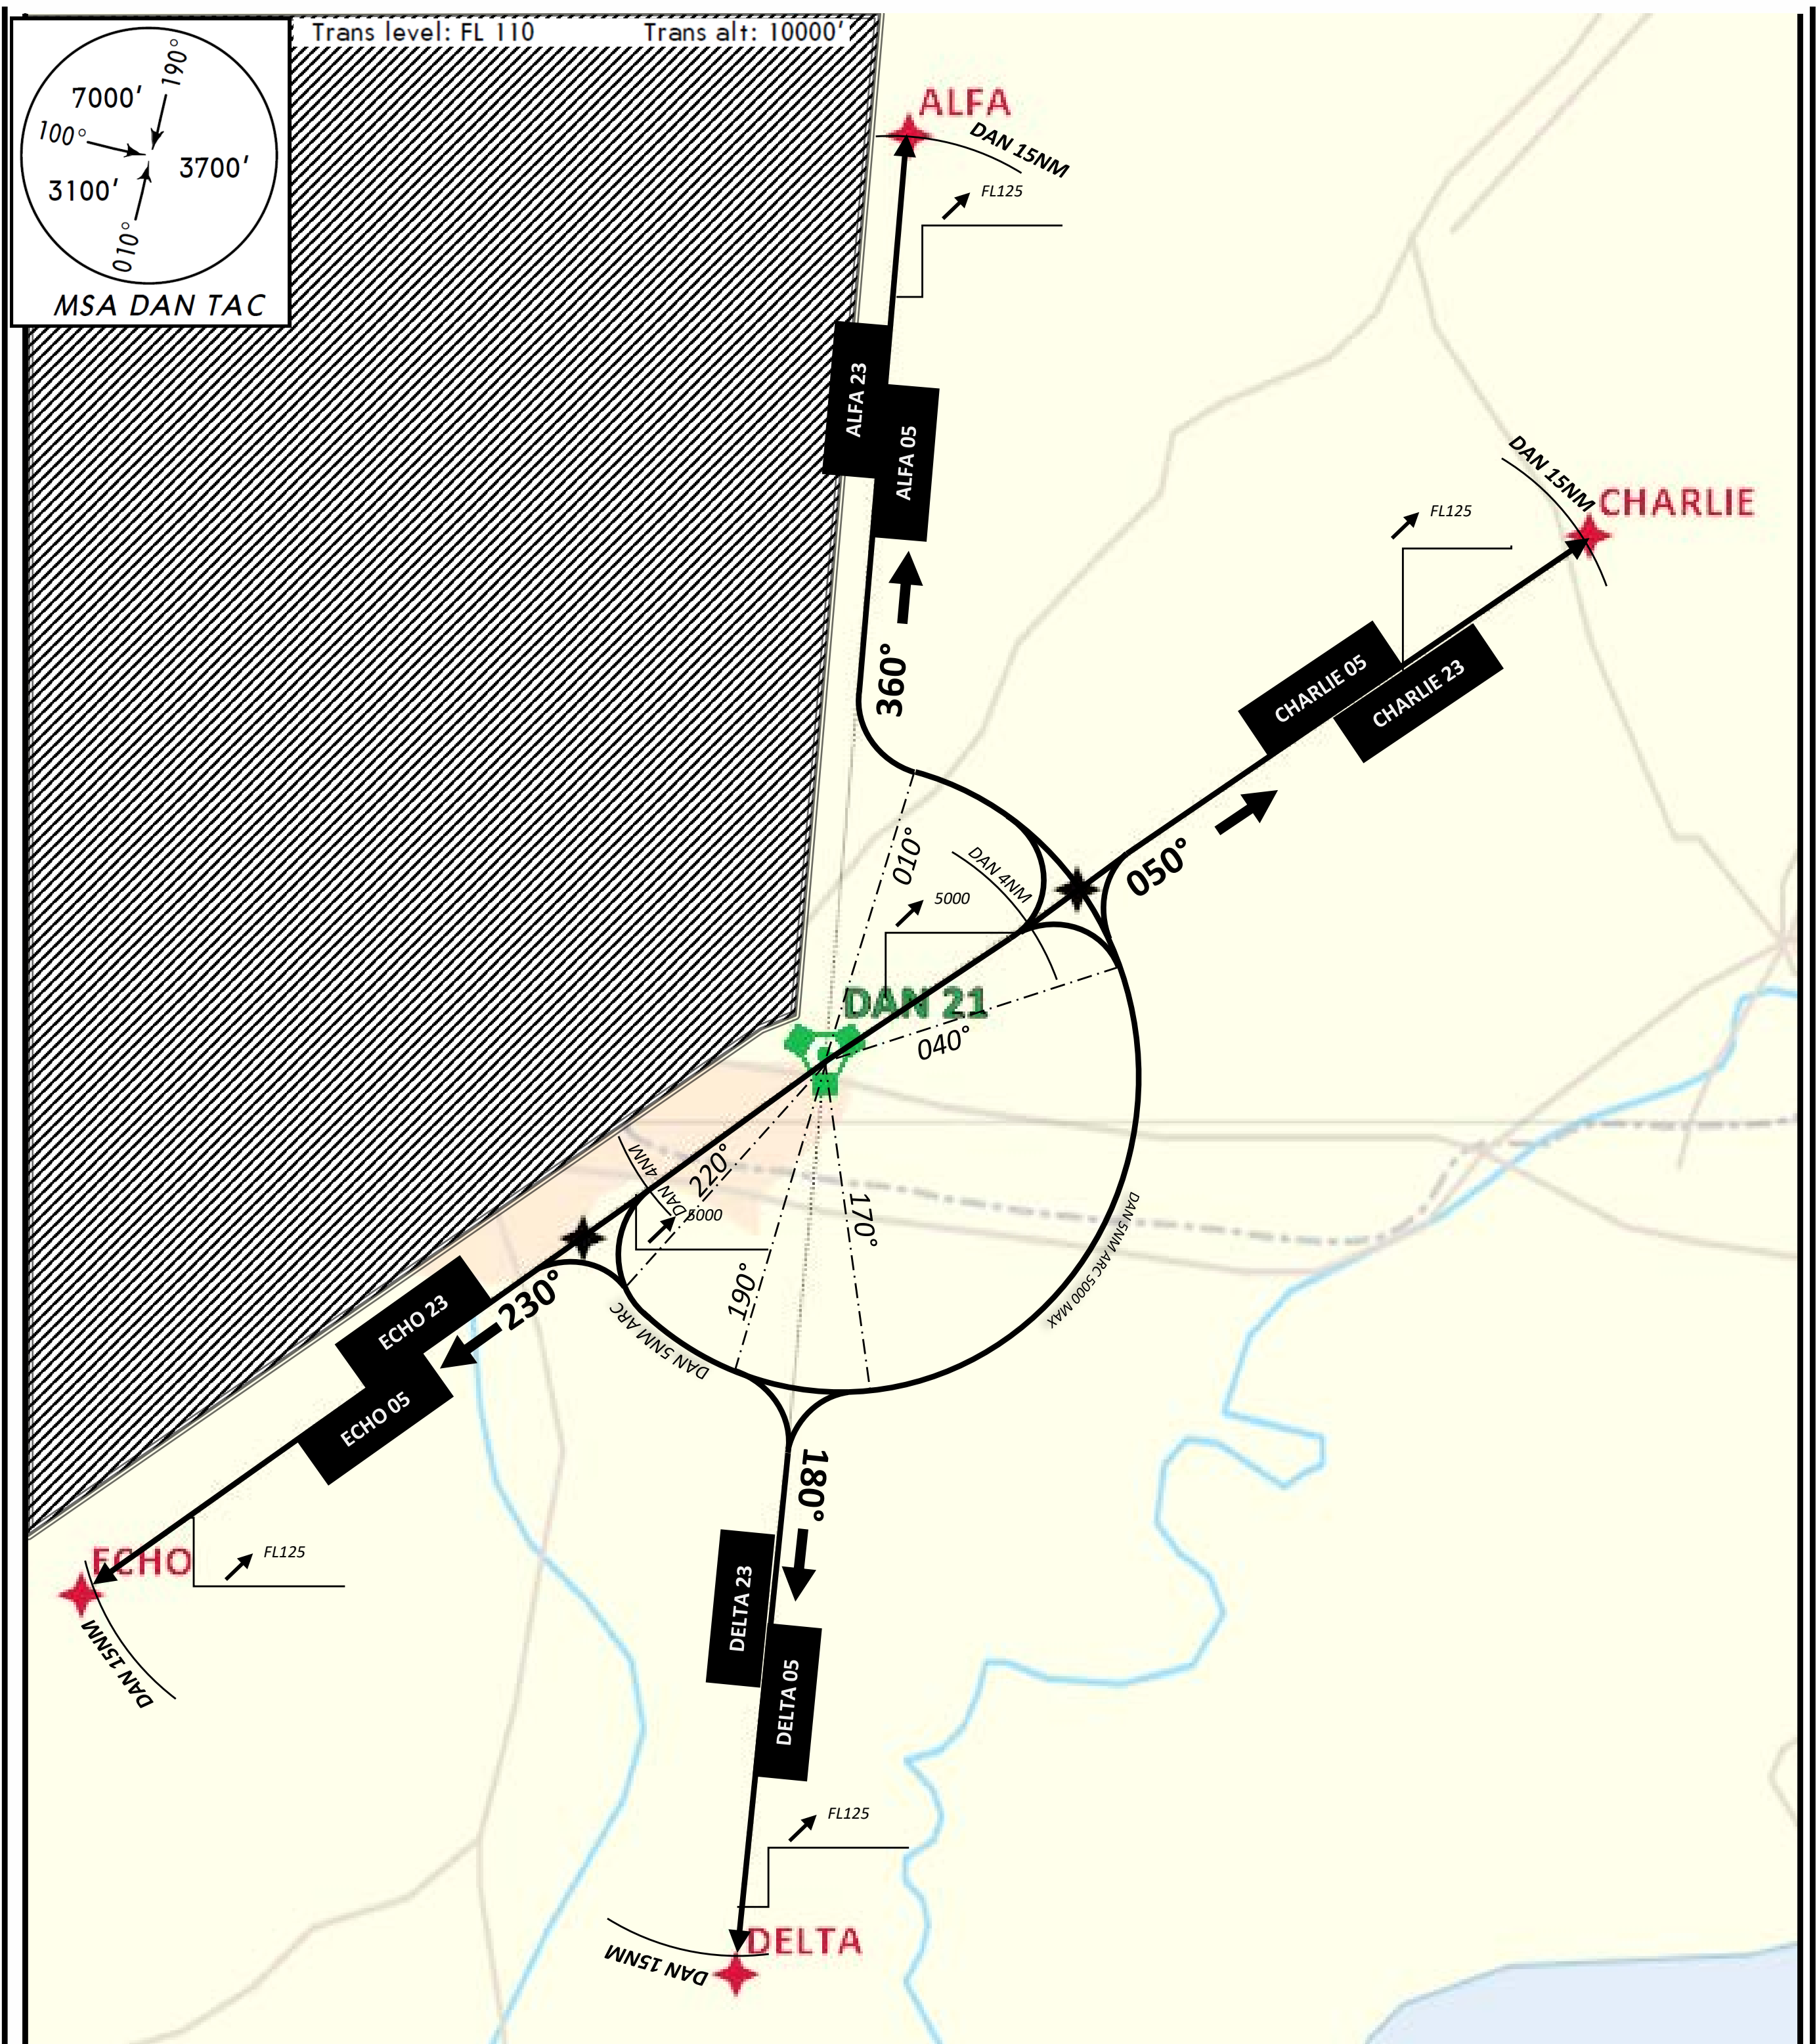 Trans level: FL 110
Trans alt: 10000'
190°
7000'
100°
3700'
3100'
010°
MSA DAN TAC
ALFA
DAN 15NM
FL125
ALFA 23
ALFA 05
360°
CHARLIE
DAN 15NM
FL125
CHARLIE 05
CHARLIE 23
050°
010°
DAN 4NM
5000
DAN 21
040°
DAN 4NM
220°
5000
170°
190°
DAN 5NM ARC 5000 MAX
DAN 5NM ARC
230°
ECHO 23
ECHO 05
ECHO
FL125
DAN 15NM
180°
DELTA 23
DELTA 05
FL125
DELTA
DAN 15NM